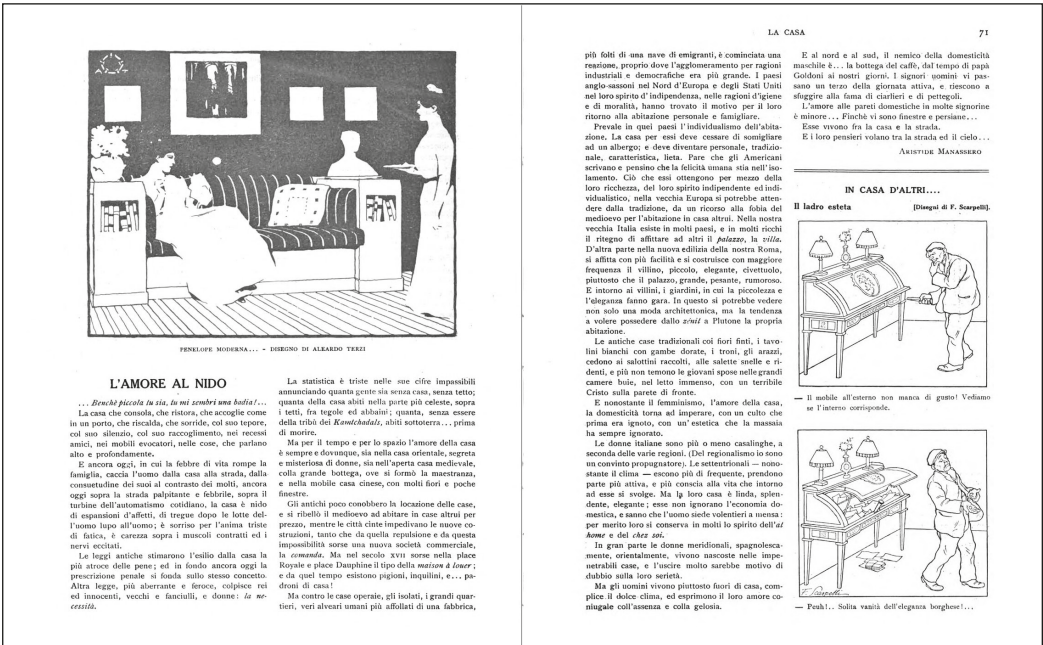 PENELOPE MODERNA... - DISEGNO DI ALEARDO TERZI
L'AMORE AL NIDO
... Benchè piccola tu sia, tu mi sembri una badia!...
La casa che consola, che ristora, che accoglie come
in un porto, che riscalda, che sorride, col suo tepore,
col suo silenzio, col suo raccoglimento, nei recessi
amici, nei mobili evocatori, nelle cose, che parlano
alto e profondamente.
E ancora oggi, in cui la febbre di vita rompe la
famiglia, caccia l'uomo dalla casa alla strada, dalla
consuetudine dei suoi al contrasto dei molti, ancora
oggi sopra la strada palpitante e febbrile, sopra il
turbine dell'automatismo cotidiano, la casa è nido
di espansioni d'affetti, di tregue dopo le lotte del-
l'uomo lupo all'uomo; è sorriso per l'anima triste
di fatica, è carezza sopra i muscoli contratti ed i
nervi eccitati.
Le leggi antiche stimarono l'esilio dalla casa la
più atroce delle pene; ed in fondo ancora oggi la
prescrizione penale si fonda sullo stesso concetto.
Altra legge, più aberrante e feroce, colpisce rei
ed innocenti, vecchi e fanciulli, e donne: la ne-
cessità.
La statistica è triste nelle sue cifre impassibili
annunciando quanta gente sia senza casa, senza tetto;
quanta della casa abiti nella parte più celeste, sopra
i tetti, fra tegole ed abbaini; quanta, senza essere
della tribù dei Kamlchadals, abiti sotterra... prima
di morire.
Ma per il tempo e per lo spazio l'amore della casa
è sempre e dovunque, sia nella casa orientale, segreta
e misteriosa di donne, sia nell'aperta casa medievale,
colla grande bottega, ove si formò la maestranza,
e nella mobile casa cinese, con molti fiori e poche
finestre.
Gli antichi poco conobbero la locazione delle case,
e si ribellò il medioevo ad abitare in case altrui per
prezzo, mentre le città cinte impedivano le nuove co-
struzioni, tanto che da quella repulsione e da questa
impossibilità sorse una nuova società commerciale,
la comanda. Ma nel secolo XVII sorse nella place
Royale e place Dauphine il tipo della maison à louer;
e da quel tempo esistono pigioni, inquilini, e... pa-
droni di casa!
Ma contro le case operaie, gli isolati, i grandi quar-
tieri, veri alveari umani più affollati di una fabbrica,
LA CASA
71
più folti di una nave di emigranti, è cominciata una
reazione, proprio dove l'agglomeramento per ragioni
industriali e demografiche era più grande. I paesi
anglo-sassoni nel Nord d'Europa e degli Stati Uniti
nel loro spirito d'indipendenza, nelle ragioni d'igiene
e di moralità, hanno trovato il motivo per il loro
ritorno alla abitazione personale e famigliare.
Prevale in quei paesi l'individualismo dell'abita-
zione. La casa per essi deve cessare di somigliare
ad un albergo; e deve diventare personale, tradizio-
nale, caratteristica, lieta. Pare che gli Americani
scrivano e pensino che la felicità umana stia nell'iso-
lamento. Ciò che essi ottengono per mezzo della
loro ricchezza, del loro spirito indipendente ed indi-
vidualistico, nella vecchia Europa si potrebbe atten-
dere dalla tradizione, da un ricorso alla fobia del
medioevo per l'abitazione in casa altrui. Nella nostra
vecchia Italia esiste in molti paesi, e in molti ricchi
il ritegno di affittare ad altri il palazzo, la villa.
D'altra parte nella nuova edilizia della nostra Roma,
si affitta con più facilità e si costruisce con maggiore
frequenza il villino, piccolo, elegante, civettuolo,
piuttosto che il palazzo, grande, pesante, rumoroso.
E intorno ai villini, i giardini, in cui la piccolezza e
l'eleganza fanno gara. In questo si potrebbe vedere
non solo una moda architettonica, ma la tendenza
a volere possedere dallo zénit a Plutone la propria
abitazione.
Le antiche case tradizionali coi fiori finti, i tavo-
lini bianchi con gambe dorate, i troni, gli arazzi,
cedono ai salottini raccolti, alle salette snelle e ri-
denti, e più non temono le giovani spose nelle grandi
camere buie, nel letto immenso, con un terribile
Cristo sulla parete di fronte.
E nonostante il femminismo, l'amore della casa,
la domesticità torna ad imperare, con un culto che
prima era ignoto, con un'estetica che la massaia
ha sempre ignorato.
Le donne italiane sono più o meno casalinghe, a
seconda delle varie regioni. (Del regionalismo io sono
un convinto propugnatore). Le settentrionali — nono-
stante il clima — escono più di frequente, prendono
parte più attiva, e più conscia alla vita che intorno
ad esse si svolge. Ma la loro casa è linda, splen-
dente, elegante; esse non ignorano l'economia do-
mestica, e sanno che l'uomo siede volentieri a mensa:
per merito loro si conserva in molti lo spirito dell'at
home e del chez soi.
In gran parte le donne meridionali, spagnolesca-
mente, orientalmente, vivono nascoste nelle impe-
netrabili case, e l'uscire molto sarebbe motivo di
dubbio sulla loro serietà.
Ma gli uomini vivono piuttosto fuori di casa, com-
plice il dolce clima, ed esprimono il loro amore co-
niugale coll'assenza e colla gelosia.
E al nord e al sud, il nemico della domesticità
maschile è... la bottega del caffè, dal tempo di papà
Goldoni ai nostri giorni. I signori uomini vi pas-
sano un terzo della giornata attiva, e riescono a
sfuggire alla fama di ciarlieri e di pettegoli.
L'amore alle pareti domestiche in molte signorine
è minore... Finchè vi sono finestre e persiane...
Esse vivono fra la casa e la strada.
E i loro pensieri volano tra la strada ed il cielo...
ARISTIDE MANASSERO
IN CASA D'ALTRI....
Il ladro esteta [Disegni di F. Scarpelli].
— Il mobile all'esterno non manca di gusto! Vediamo
se l'interno corrisponde.
F. Scarpelli
— Peuh!.. Solita vanità dell'eleganza borghese!...